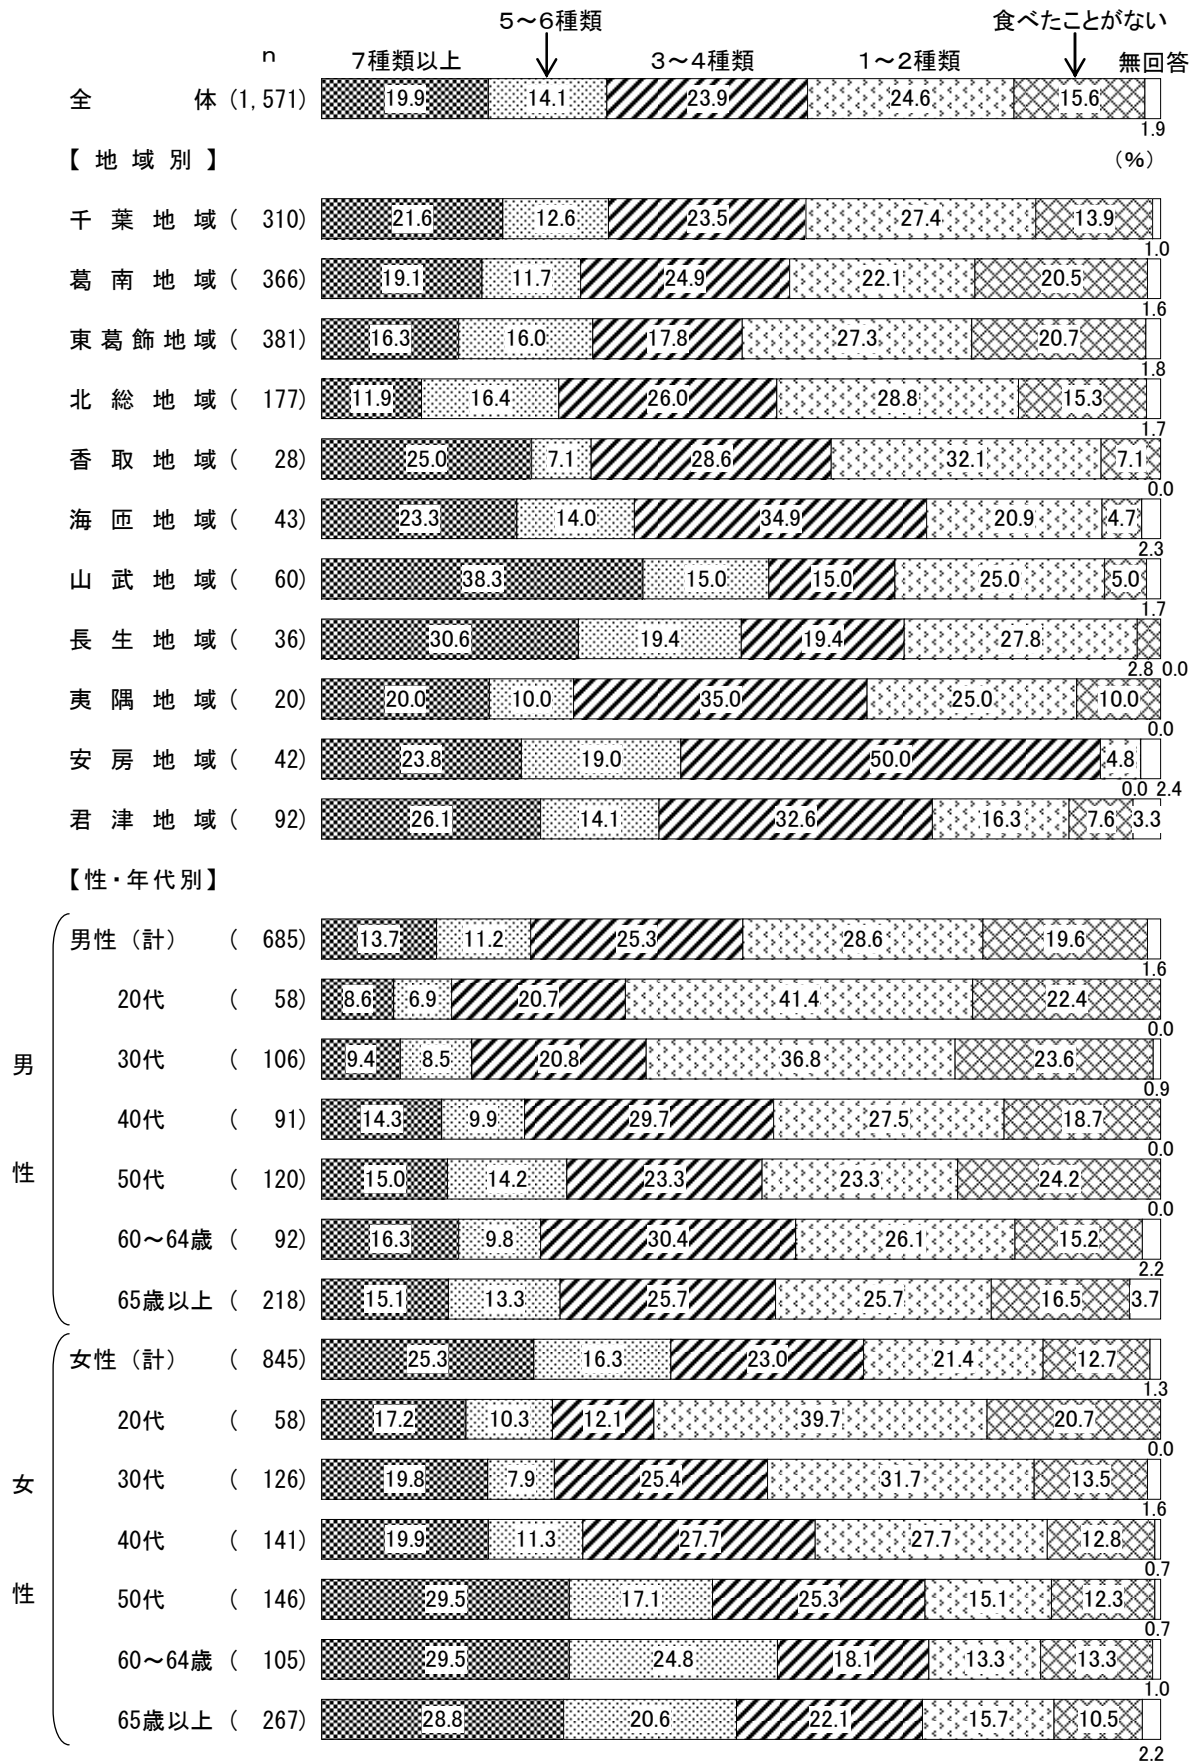 5～6種類 食べたことがない
n 7種類以上 3～4種類 1～2種類 無回答
全体(1,571) 19.9 14.1 23.9 24.6 15.6
1.9
【地域別】 (%)
千葉地域( 310) 21.6 12.6 23.5 27.4 13.9
1.0
葛南地域( 366) 19.1 11.7 24.9 22.1 20.5
1.6
東葛飾地域( 381) 16.3 16.0 17.8 27.3 20.7
1.8
北総地域( 177) 11.9 16.4 26.0 28.8 15.3
1.7
香取地域( 28) 25.0 7.1 28.6 32.1 7.1
0.0
海匝地域( 43) 23.3 14.0 34.9 20.9 4.7
2.3
山武地域( 60) 38.3 15.0 15.0 25.0 5.0
1.7
長生地域( 36) 30.6 19.4 19.4 27.8
2.8 0.0
夷隅地域( 20) 20.0 10.0 35.0 25.0 10.0
0.0
安房地域( 42) 23.8 19.0 50.0 4.8
0.0 2.4
君津地域( 92) 26.1 14.1 32.6 16.3 7.6 3.3
【性・年代別】
男性(計) ( 685) 13.7 11.2 25.3 28.6 19.6
1.6
20代 ( 58) 8.6 6.9 20.7 41.4 22.4
0.0
男 30代 ( 106) 9.4 8.5 20.8 36.8 23.6
0.9
40代 ( 91) 14.3 9.9 29.7 27.5 18.7
0.0
性 50代 ( 120) 15.0 14.2 23.3 23.3 24.2
0.0
60～64歳 ( 92) 16.3 9.8 30.4 26.1 15.2
2.2
65歳以上 ( 218) 15.1 13.3 25.7 25.7 16.5 3.7
女性(計) ( 845) 25.3 16.3 23.0 21.4 12.7
1.3
20代 ( 58) 17.2 10.3 12.1 39.7 20.7
0.0
女 30代 ( 126) 19.8 7.9 25.4 31.7 13.5
1.6
40代 ( 141) 19.9 11.3 27.7 27.7 12.8
0.7
性 50代 ( 146) 29.5 17.1 25.3 15.1 12.3
0.7
60～64歳 ( 105) 29.5 24.8 18.1 13.3 13.3
1.0
65歳以上 ( 267) 28.8 20.6 22.1 15.7 10.5
2.2